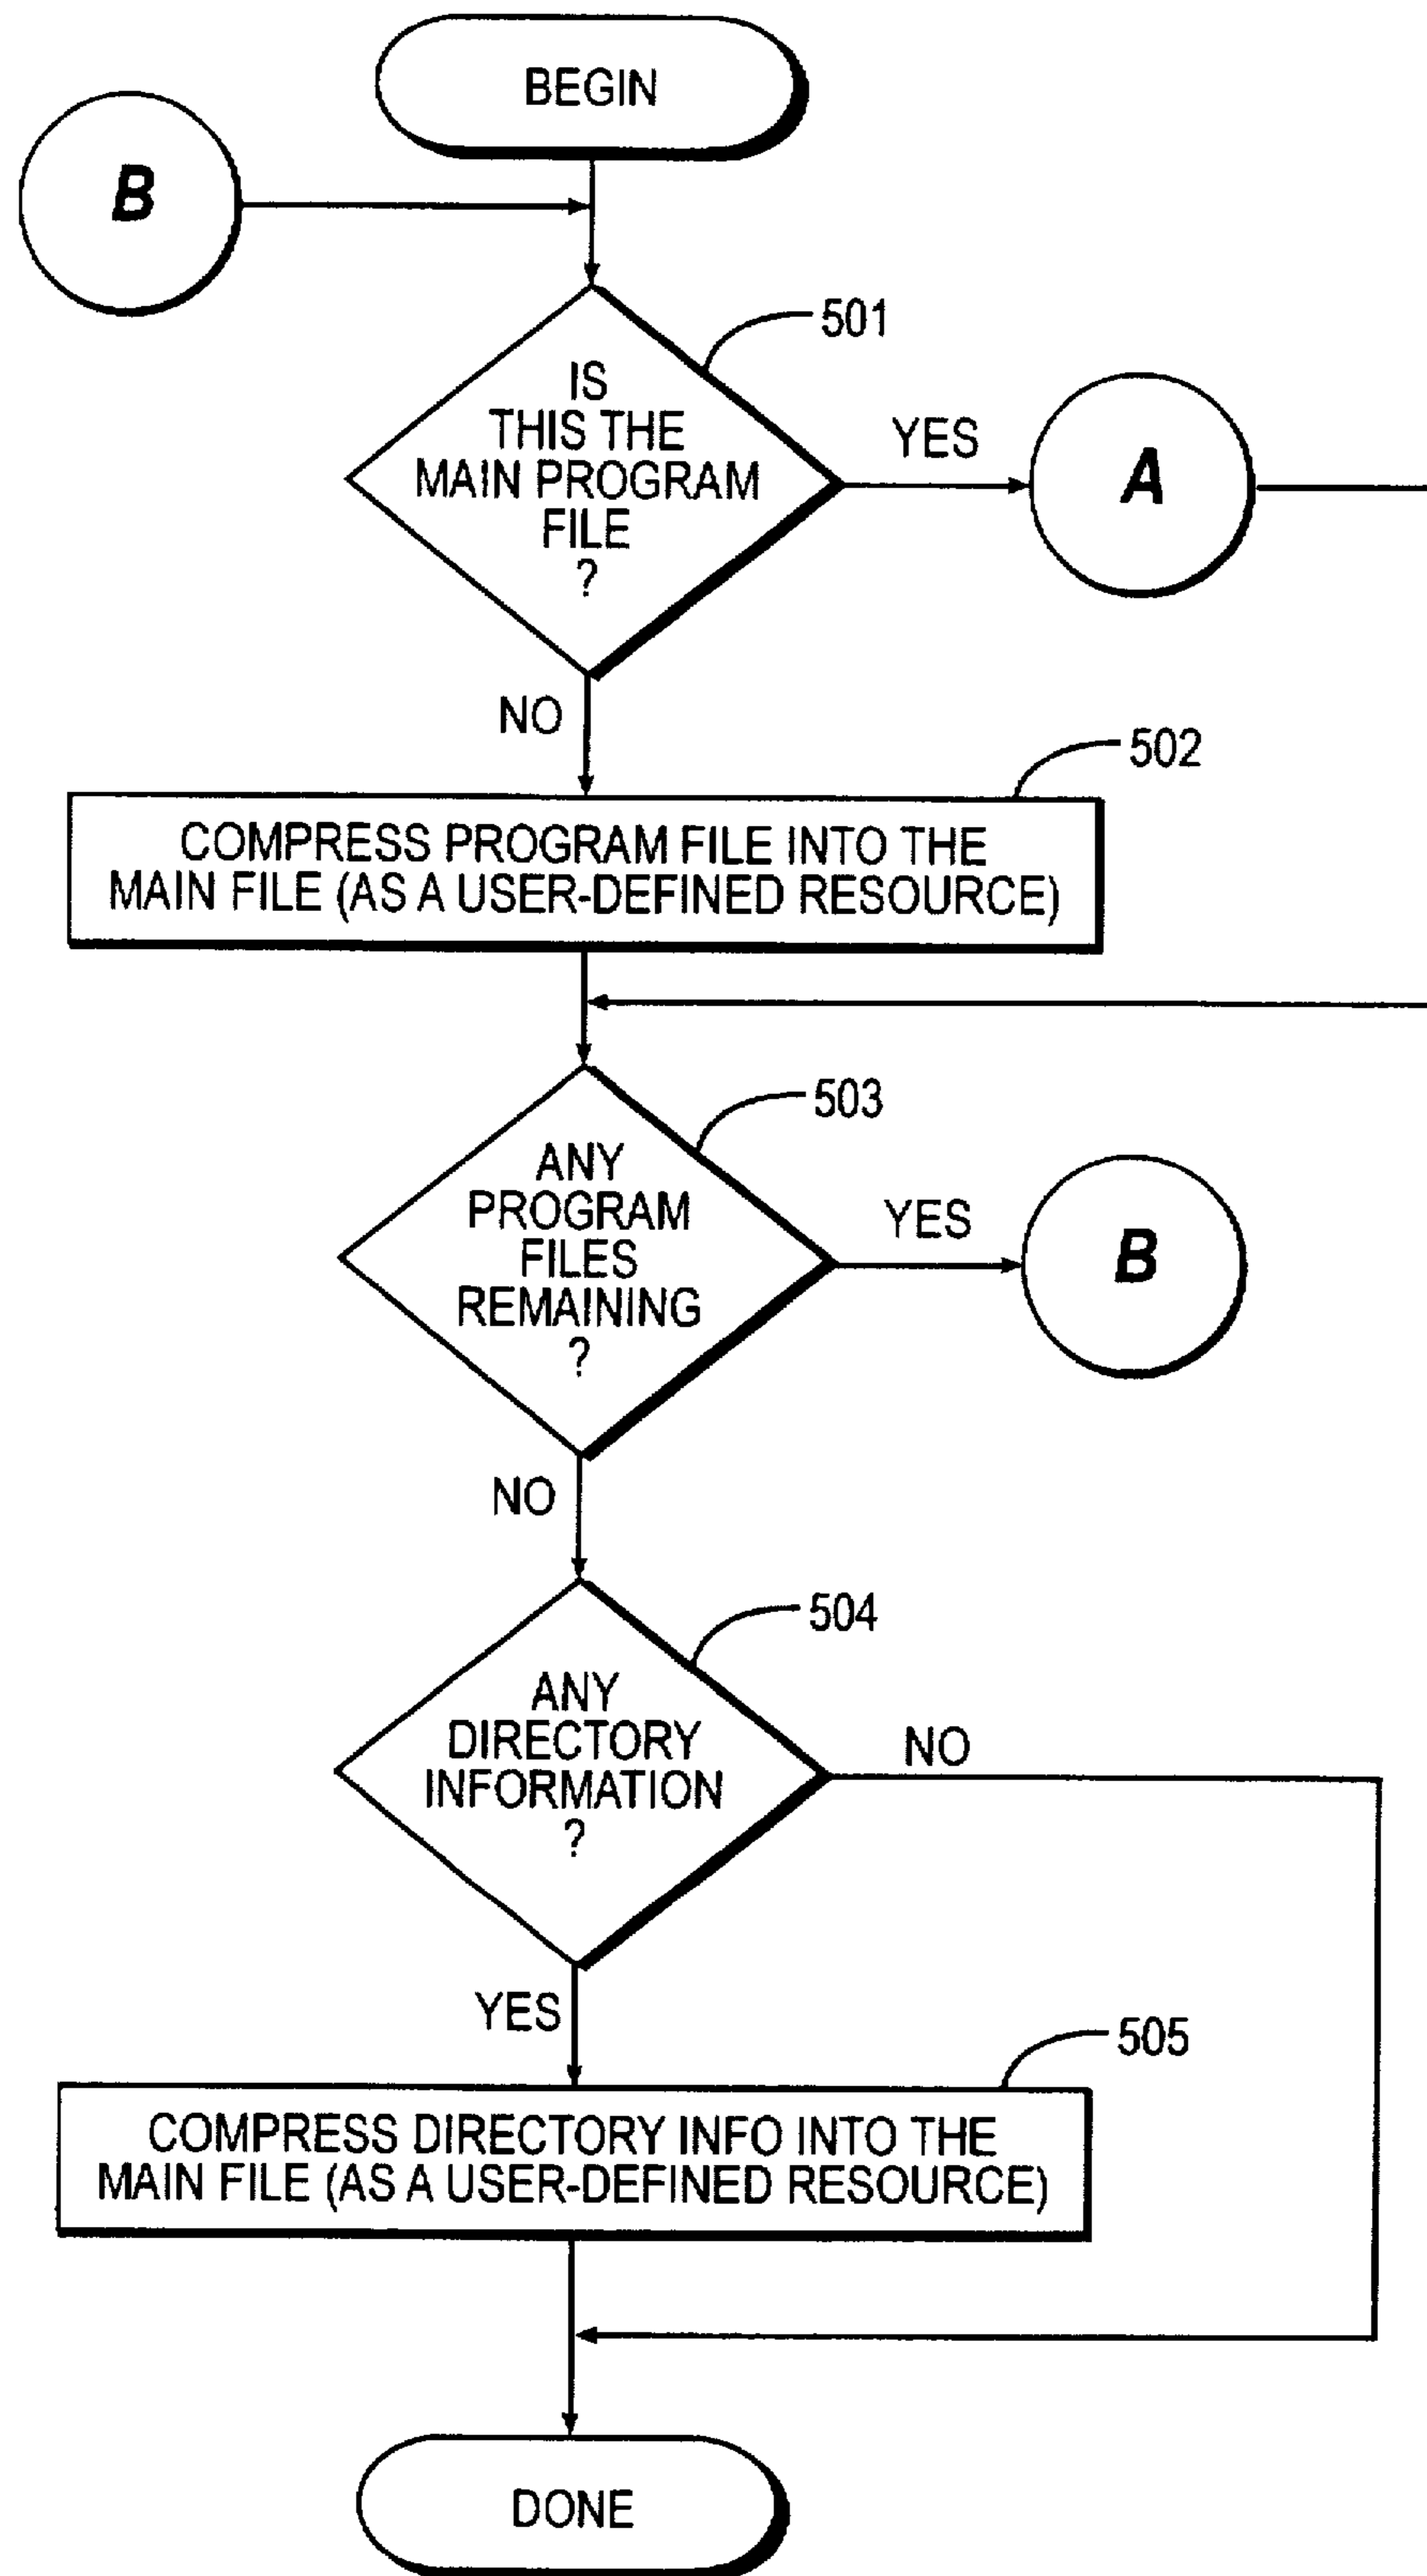 BEGIN
B
501
IS
THIS THE
MAIN PROGRAM
FILE
?
YES
A
NO
502
COMPRESS PROGRAM FILE INTO THE
MAIN FILE (AS A USER-DEFINED RESOURCE)
503
ANY
PROGRAM
FILES
REMAINING
?
YES
B
NO
504
ANY
DIRECTORY
INFORMATION
?
NO
YES
505
COMPRESS DIRECTORY INFO INTO THE
MAIN FILE (AS A USER-DEFINED RESOURCE)
DONE